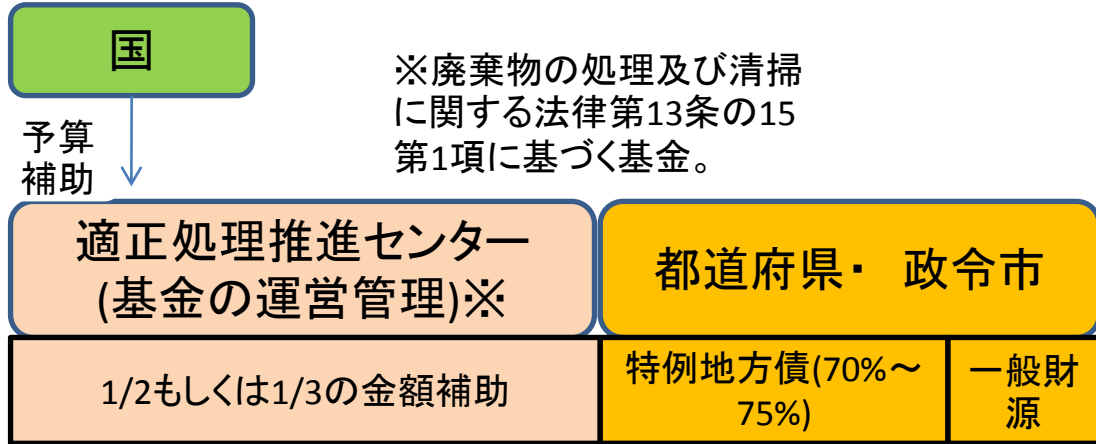 国
※廃棄物の処理及び清掃
に関する法律第13条の15
第1項に基づく基金。
予算
補助
適正処理推進センター
(基金の運営管理)※
都道府県・ 政令市
1/2もしくは1/3の金額補助
特例地方債(70%～
75%)
一般財
源